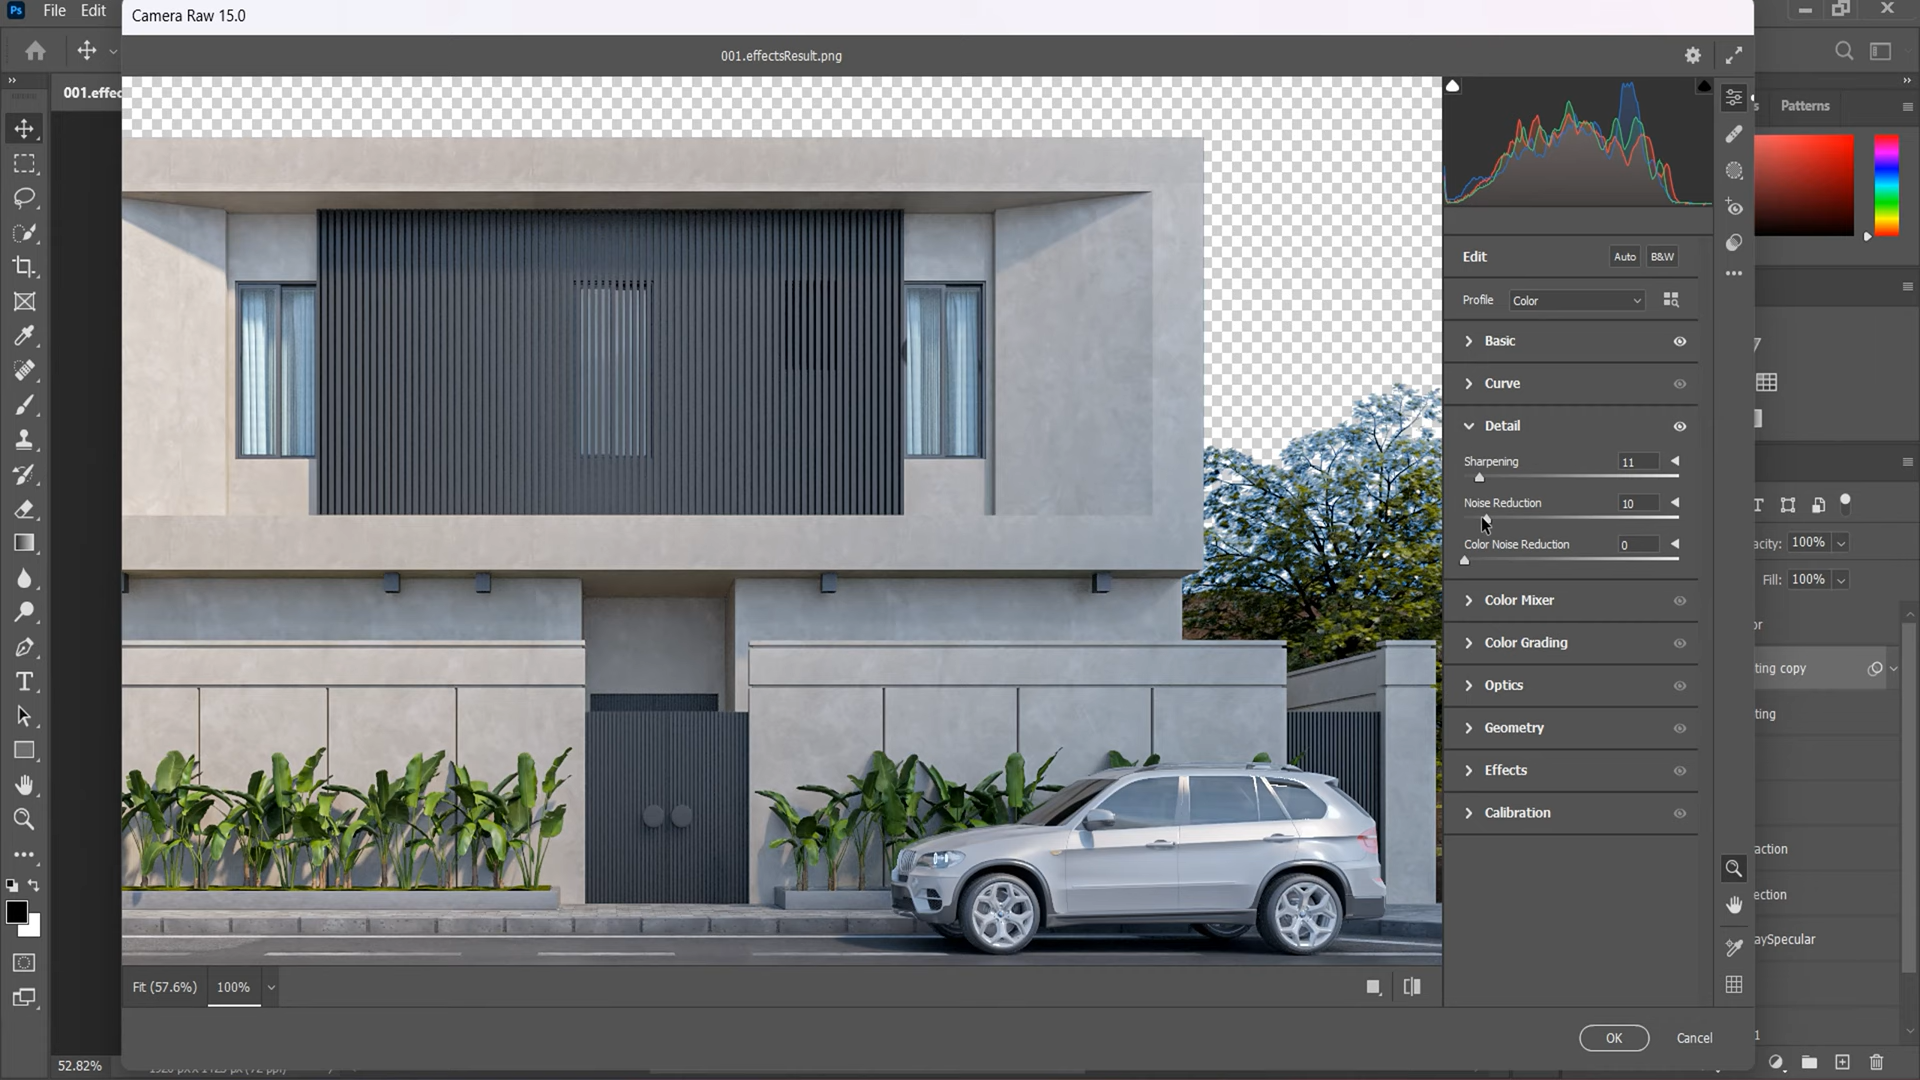 Ps File Edit
Camera Raw 15.0
001.effectsResult.png
001.effec
Patterns
Edit Auto B&W
Profile Color
Basic
Curve
Detail
Sharpening 11
Noise Reduction 10
Color Noise Reduction 0
Color Mixer
Color Grading
Optics
Geometry
Effects
Calibration
acity: 100%
Fill: 100%
or
ting copy
ting
action
ection
aySpecular
Fit (57.6%) 100%
OK Cancel
52.82%